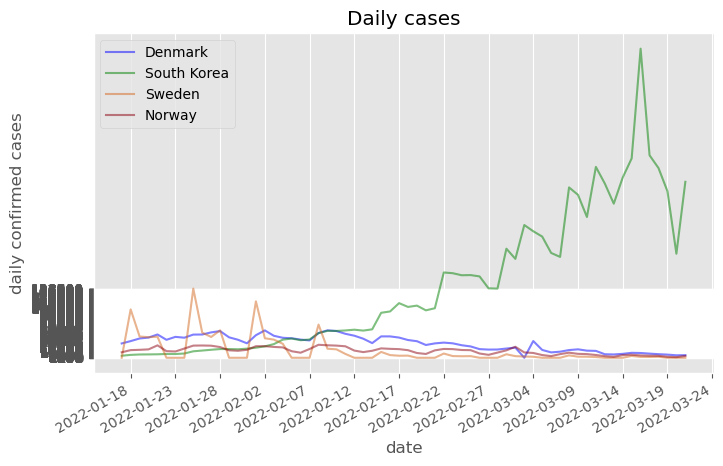 Daily cases
Denmark
South Korea
Sweden
Norway
daily confirmed cases
2022-01-18
2022-01-23
2022-01-28
2022-02-02
2022-02-07
2022-02-12
2022-02-17
2022-02-22
2022-02-27
2022-03-04
2022-03-09
2022-03-14
2022-03-19
2022-03-24
date